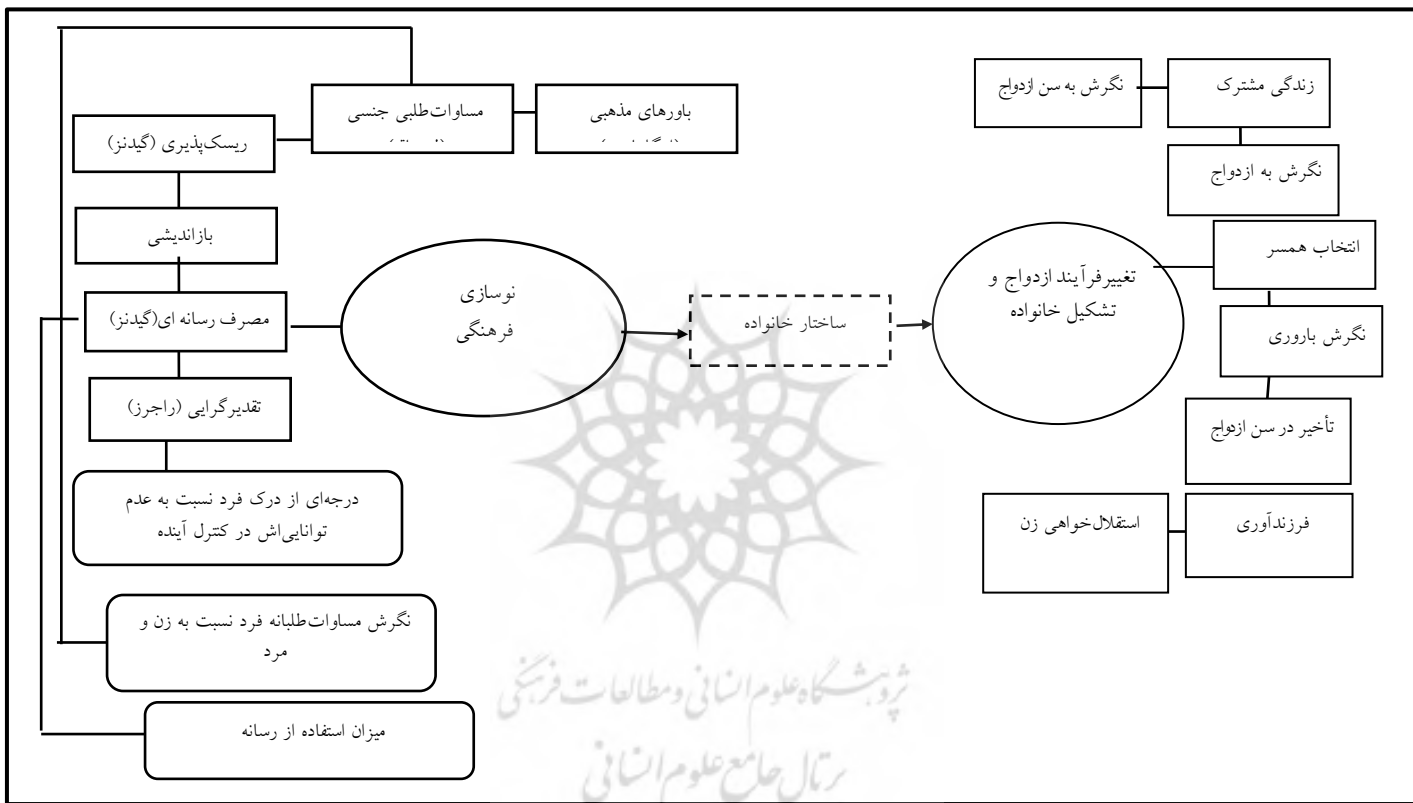 زندگی مشترک
نگرش به سن ازدواج
باورهای مذهبی
مساوات‌طلبی جنسی
ریسک‌پذیری (گیدنز)
نگرش به ازدواج
بازاندیشی
انتخاب همسر
تغییرفرآیند ازدواج و
تشکیل خانواده
ساختار خانواده
نوسازی
فرهنگی
مصرف رسانه ای(گیدنز)
نگرش باروری
تقدیرگرایی (راجرز)
تأخیر در سن ازدواج
درجه‌ای از درک فرد نسبت به عدم
توانایی‌اش در کنترل آینده
فرزندآوری
استقلال‌خواهی زن
نگرش مساوات‌طلبانه فرد نسبت به زن و
مرد
میزان استفاده از رسانه
پژوهشگاه علوم انسانی و مطالعات فرهنگی
پرتال جامع علوم انسانی